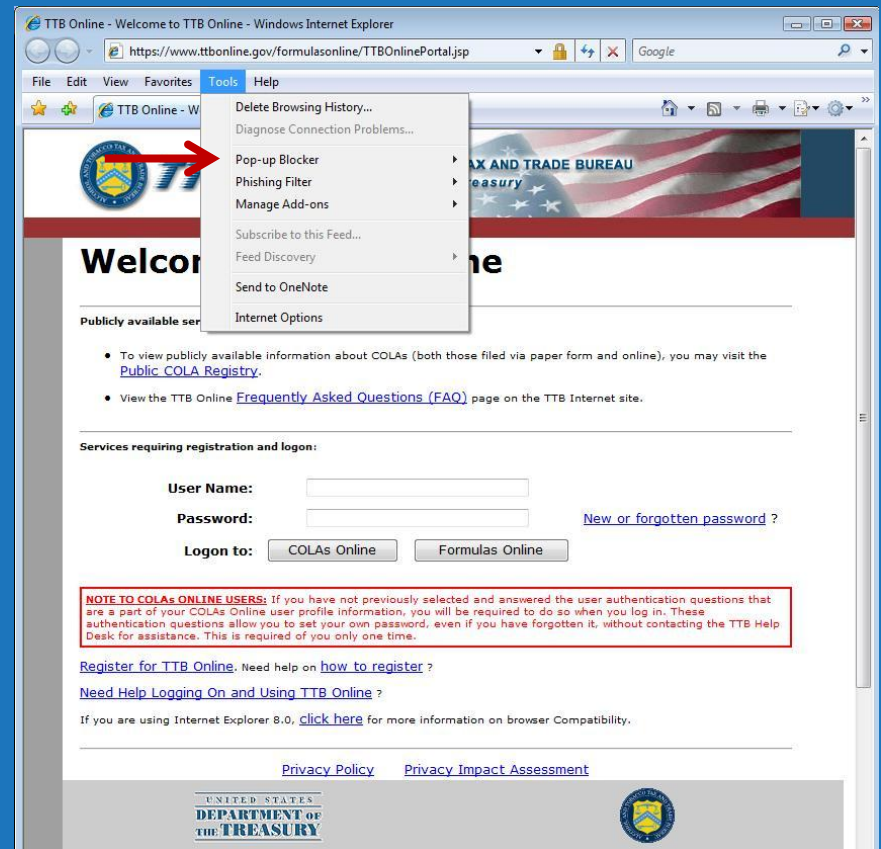 TTB Online - Welcome to TTB Online - Windows Internet Explorer
https://www.ttbonline.gov/formulasonline/TTBOnlinePortal.jsp
Google
File Edit View Favorites Tools Help
TTB Online - W
Delete Browsing History...
Diagnose Connection Problems...
Pop-up Blocker
Phishing Filter
Manage Add-ons
Subscribe to this Feed...
Feed Discovery
Send to OneNote
Internet Options
AX AND TRADE BUREAU
easury
Welcom
ne
Publicly available ser
To view publicly available information about COLAs (both those filed via paper form and online), you may visit the
Public COLA Registry.
View the TTB Online Frequently Asked Questions (FAQ) page on the TTB Internet site.
Services requiring registration and logon:
User Name:
Password:
New or forgotten password ?
Logon to: COLAs Online Formulas Online
NOTE TO COLAs ONLINE USERS: If you have not previously selected and answered the user authentication questions that
are a part of your COLAs Online user profile information, you will be required to do so when you log in. These
authentication questions allow you to set your own password, even if you have forgotten it, without contacting the TTB Help
Desk for assistance. This is required of you only one time.
Register for TTB Online. Need help on how to register ?
Need Help Logging On and Using TTB Online ?
If you are using Internet Explorer 8.0, click here for more information on browser Compatibility.
Privacy Policy Privacy Impact Assessment
UNITED STATES
DEPARTMENT OF
THE TREASURY